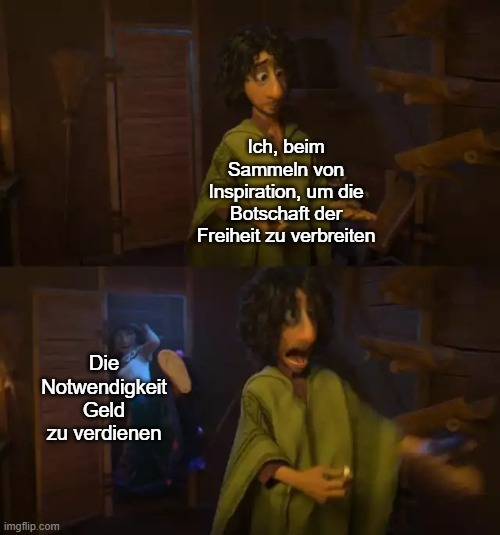 Ich, beim
Sammeln von
Inspiration, um die
Botschaft der
Freiheit zu verbreiten
Die
Notwendigkeit
Geld
zu verdienen
imgflip.com